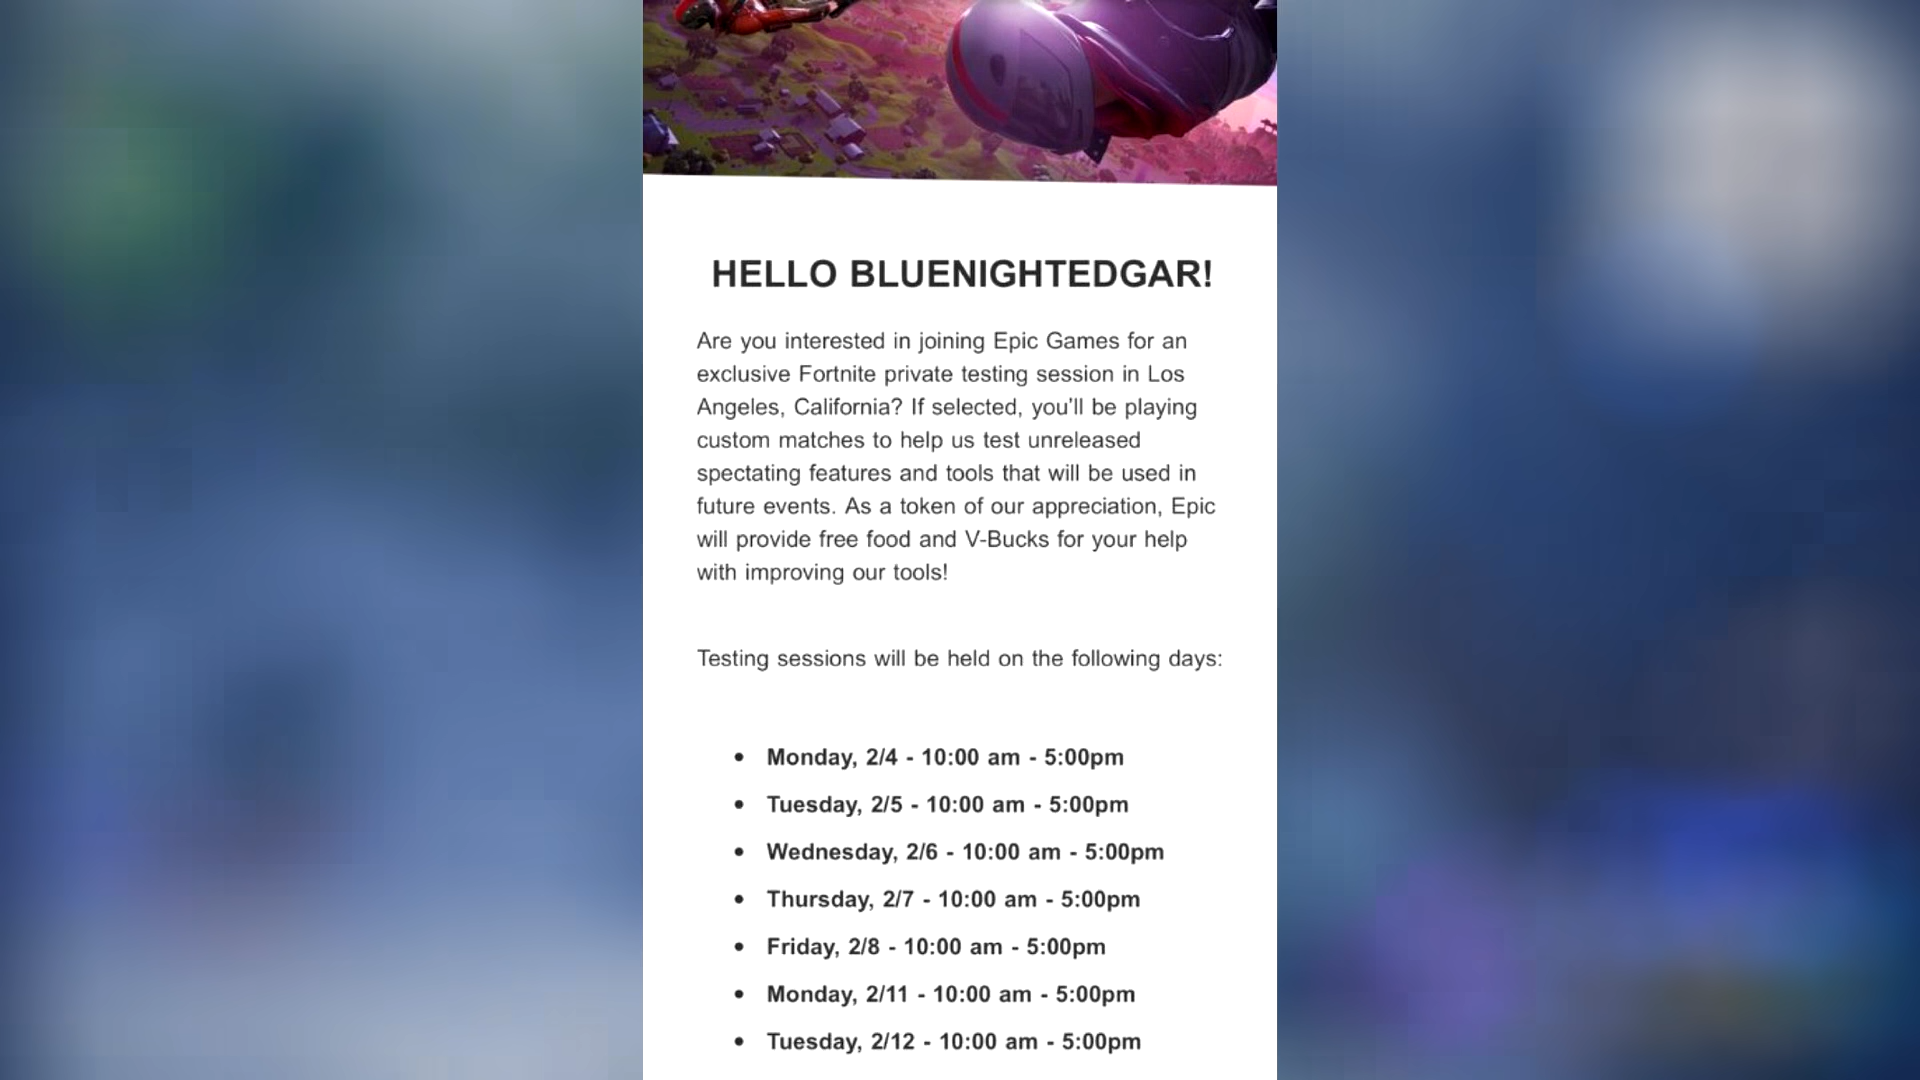 HELLO BLUENIGHTEDGAR!
Are you interested in joining Epic Games for an
exclusive Fortnite private testing session in Los
Angeles, California? If selected, you'll be playing
custom matches to help us test unreleased
spectating features and tools that will be used in
future events. As a token of our appreciation, Epic
will provide free food and V-Bucks for your help
with improving our tools!
Testing sessions will be held on the following days:
• Monday, 2/4 - 10:00 am - 5:00pm
• Tuesday, 2/5 - 10:00 am - 5:00pm
• Wednesday, 2/6 - 10:00 am - 5:00pm
• Thursday, 2/7 - 10:00 am - 5:00pm
• Friday, 2/8 - 10:00 am - 5:00pm
• Monday, 2/11 - 10:00 am - 5:00pm
• Tuesday, 2/12 - 10:00 am - 5:00pm